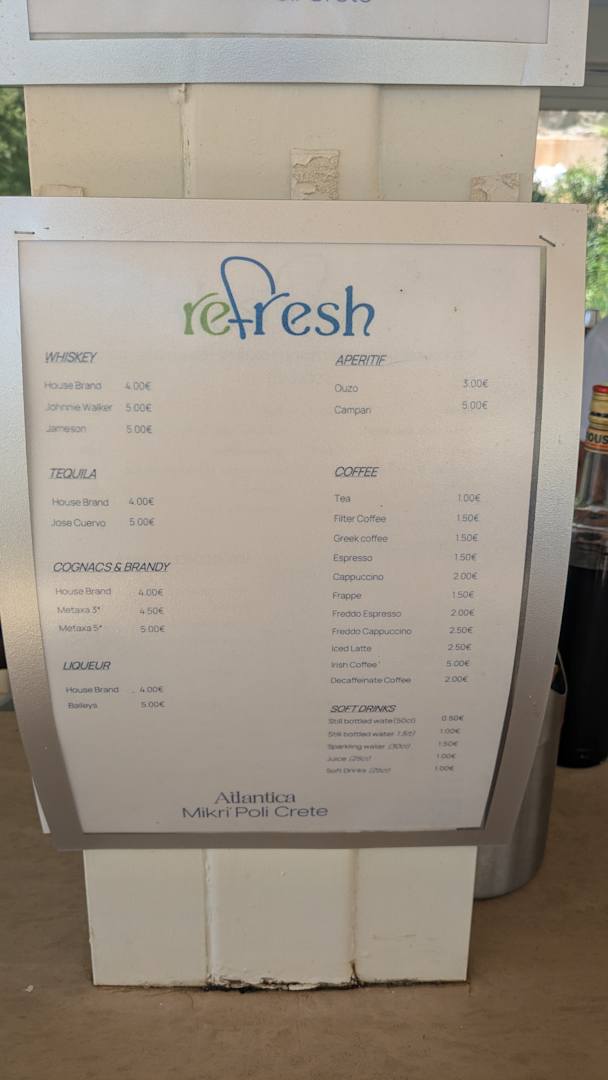 refresh
WHISKEY
House Brand 4.00€
Johnnie Walker 5.00€
Jameson 5.00€
TEQUILA
House Brand 4.00€
Jose Cuervo 5.00€
COGNACS & BRANDY
House Brand 4.00€
Metaxa 3* 4.50€
Metaxa 5* 5.00€
LIQUEUR
House Brand 4.00€
Baileys 5.00€
APERITIF
Ouzo 3.00€
Campari 5.00€
COFFEE
Tea 1.00€
Filter Coffee 1.50€
Greek coffee 1.50€
Espresso 1.50€
Cappuccino 2.00€
Frappe 1.50€
Freddo Espresso 2.00€
Freddo Cappuccino 2.50€
Iced Latte 2.50€
Irish Coffee 5.00€
Decaffeinate Coffee 2.00€
SOFT DRINKS
Still bottled wate (50cl) 0.50€
Still bottled water 1.5lt) 1.00€
Sparkling water (30cl) 1.50€
Juice (25cl) 1.00€
Soft Drinks (25cl) 1.00€
Atlantica
Mikri Poli Crete